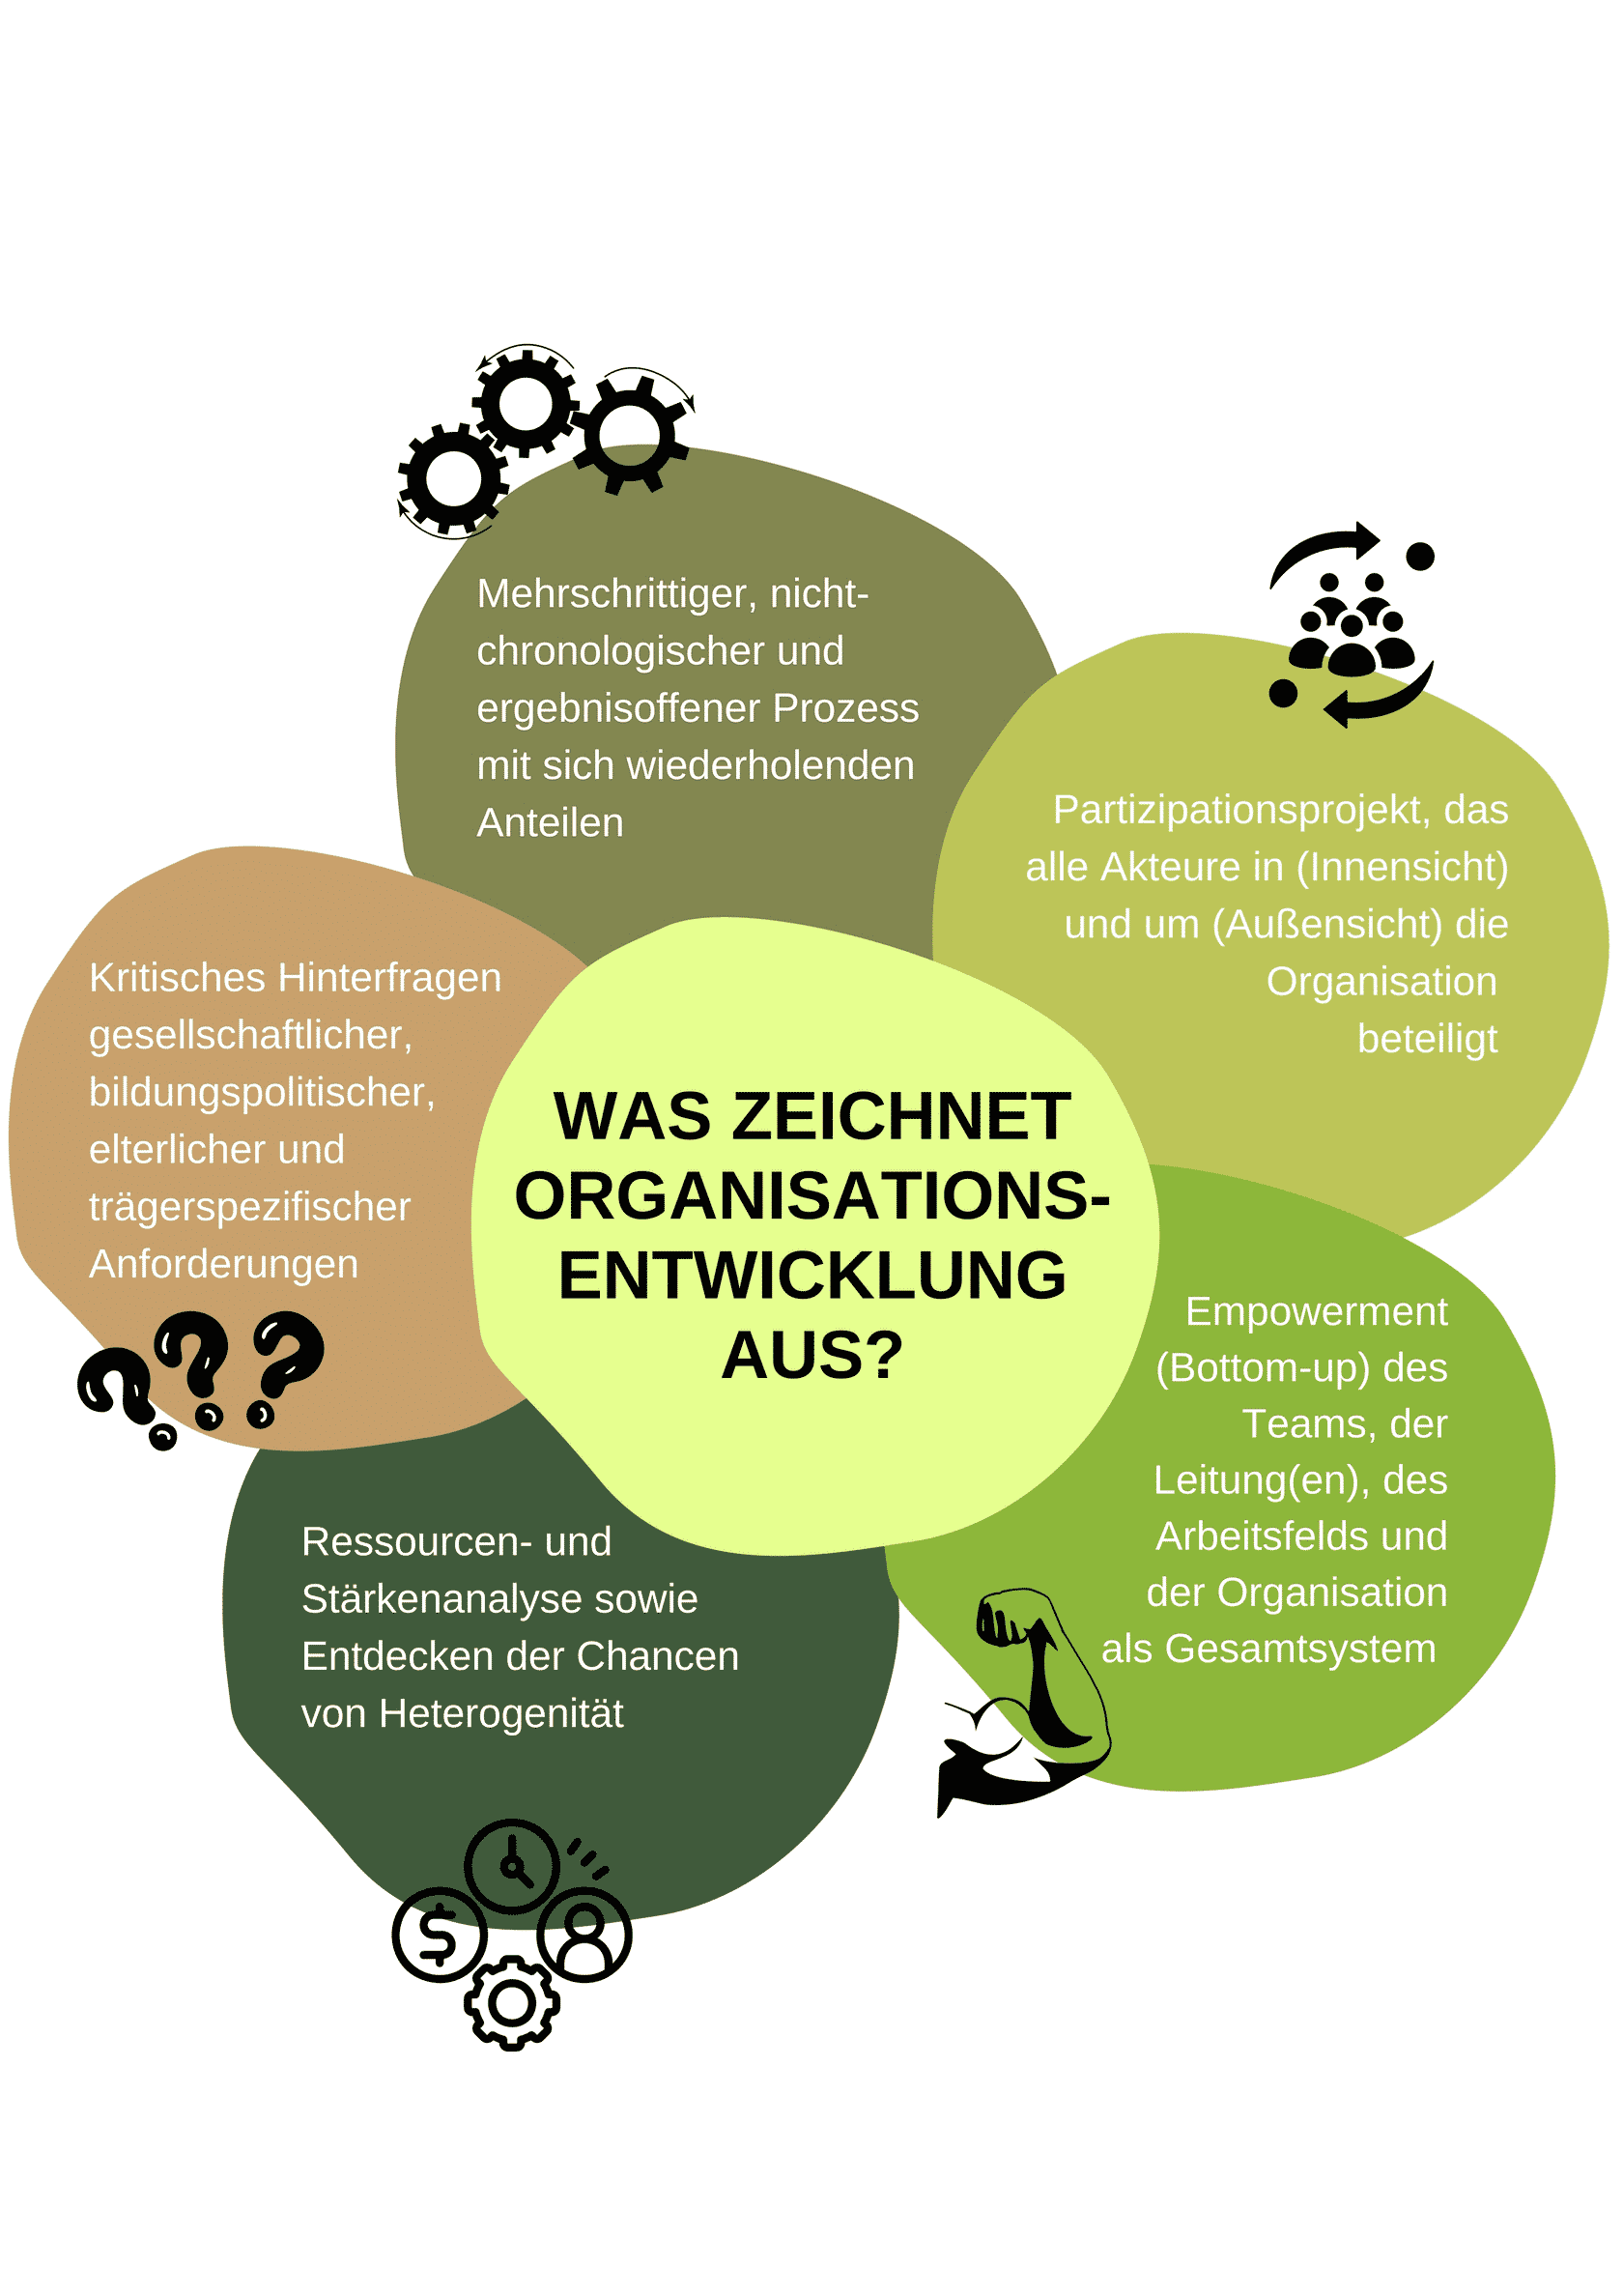 Mehrschrittiger, nicht-
chronologischer und
ergebnisoffener Prozess
mit sich wiederholenden
Anteilen
Partizipationsprojekt, das
alle Akteure in (Innensicht)
und um (Außensicht) die
Organisation
beteiligt
Kritisches Hinterfragen
gesellschaftlicher,
bildungspolitischer,
elterlicher und
trägerspezifischer
Anforderungen
???
WAS ZEICHNET
ORGANISATIONS-
ENTWICKLUNG
AUS?
Empowerment
(Bottom-up) des
Teams, der
Leitung(en), des
Arbeitsfelds und
der Organisation
als Gesamtsystem
Ressourcen- und
Stärkenanalyse sowie
Entdecken der Chancen
von Heterogenität
$